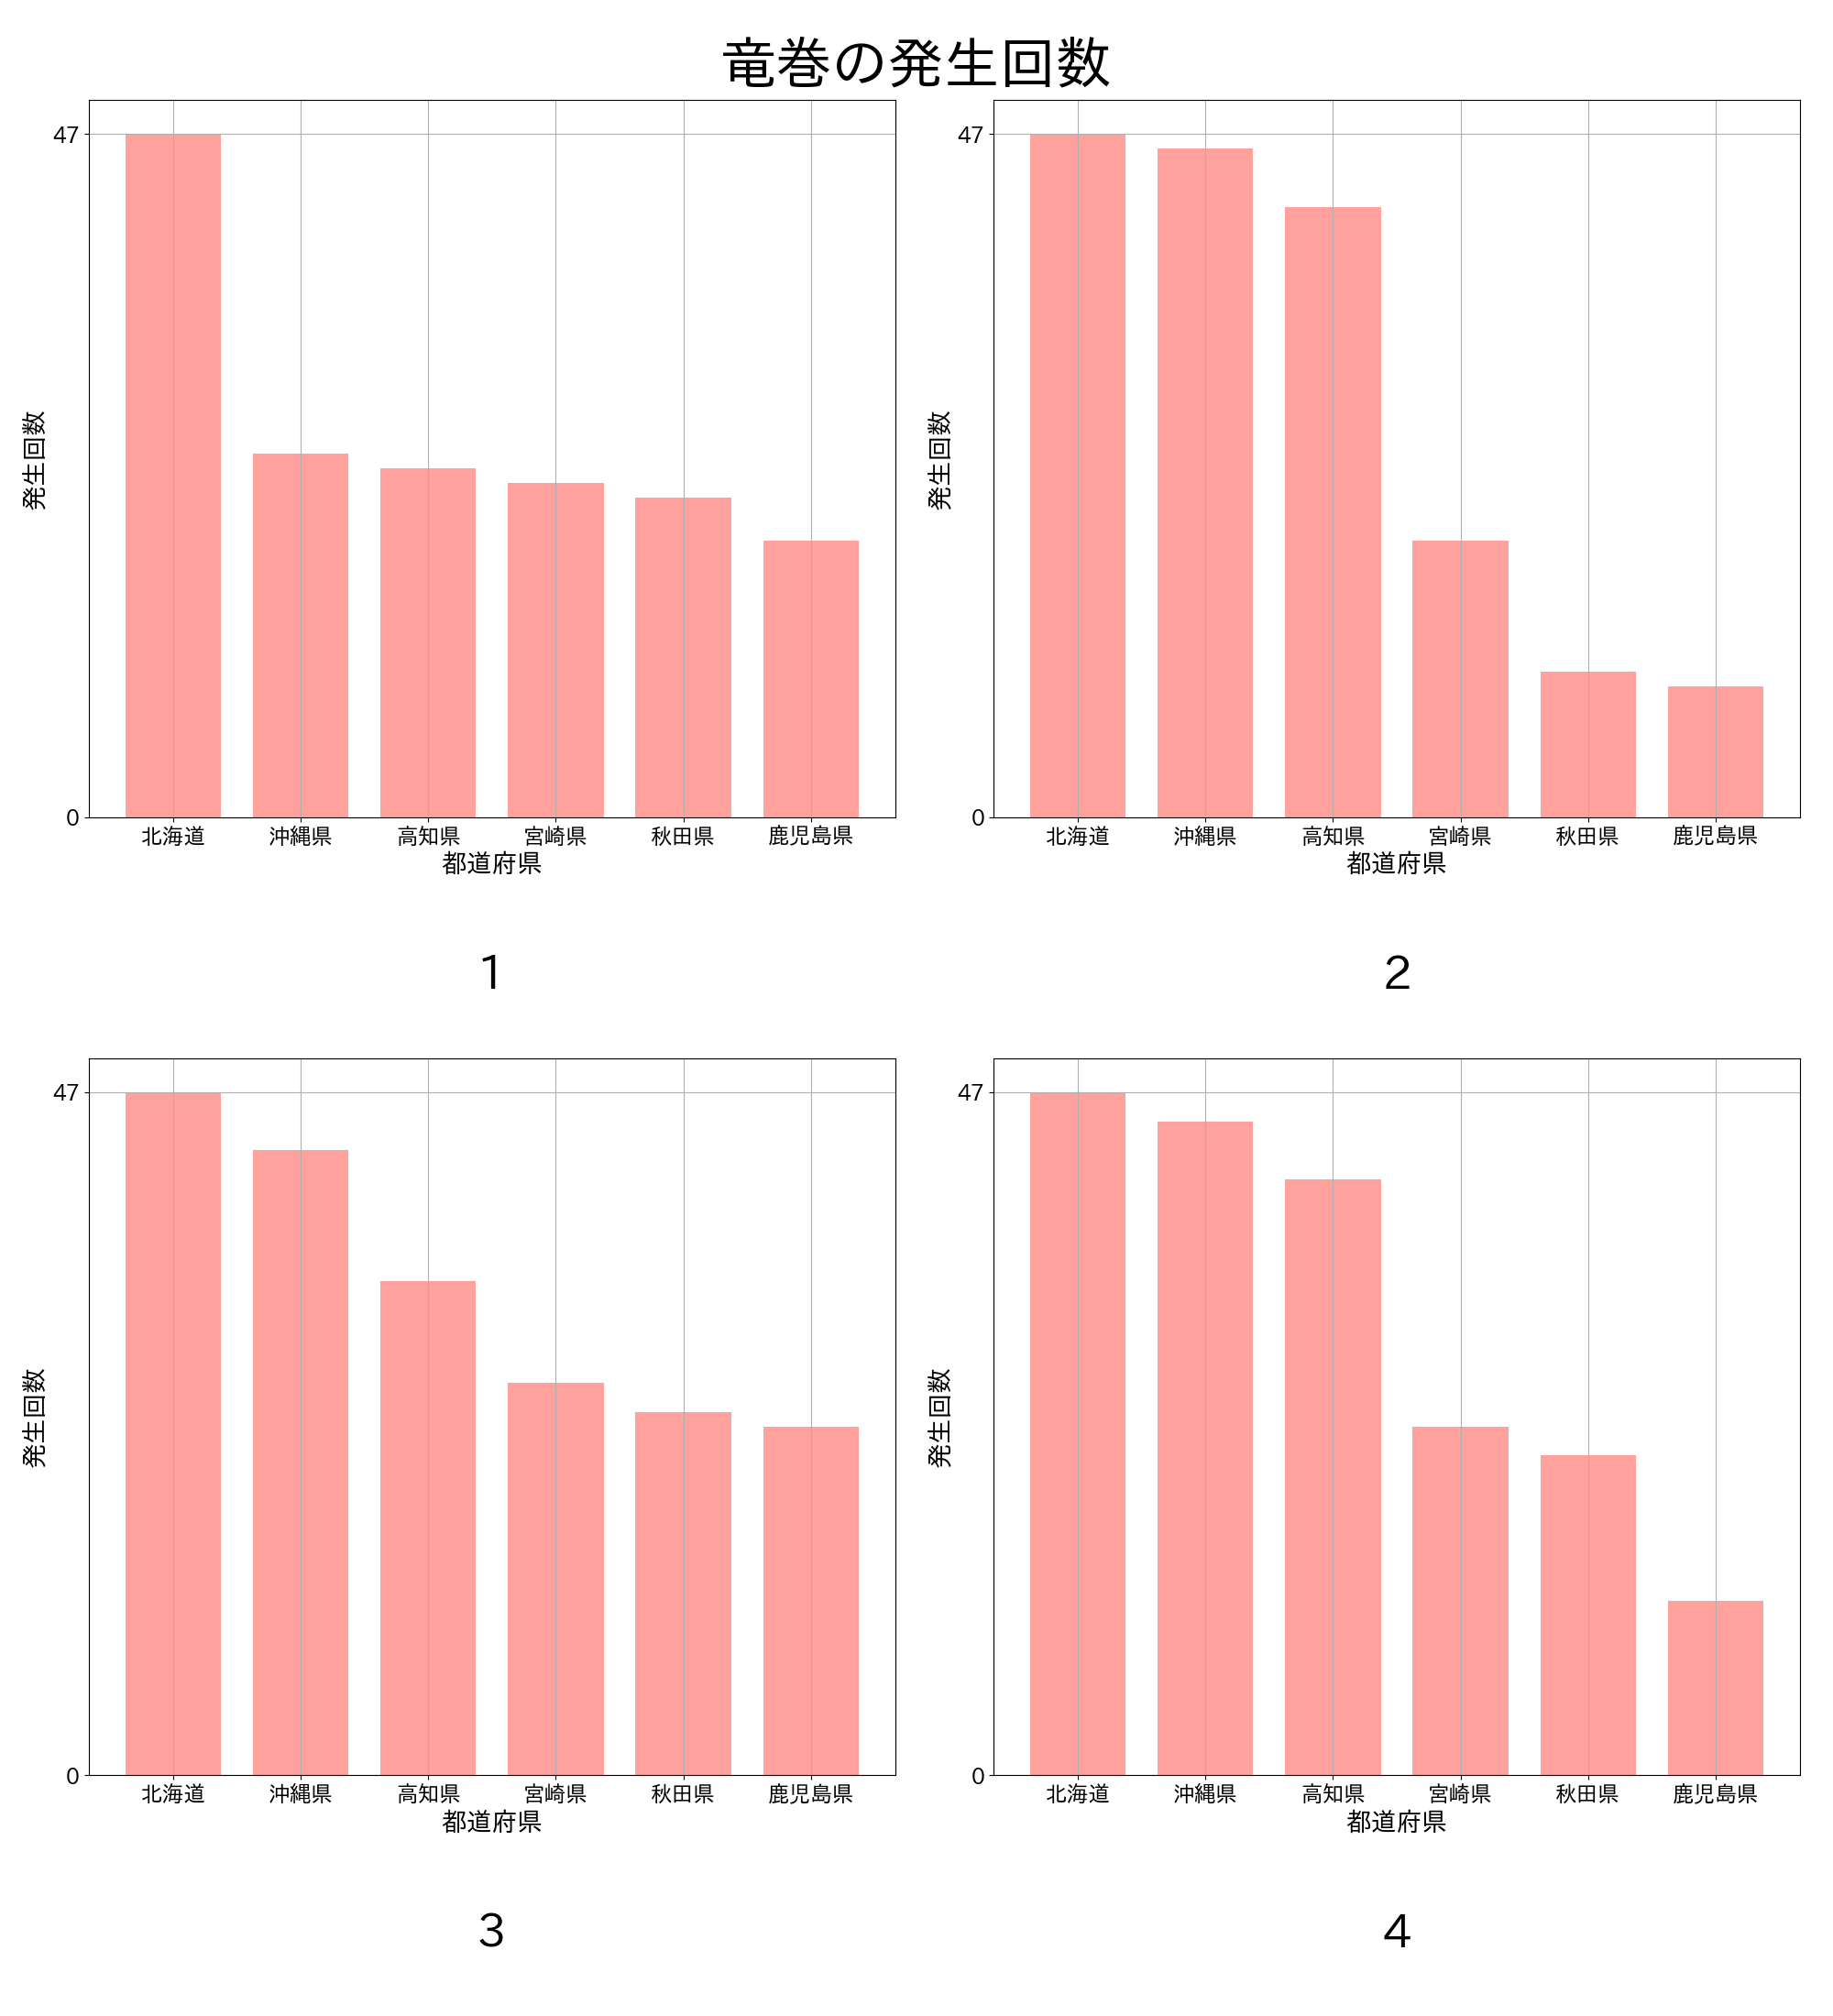 竜巻の発生回数
47
0
発生回数
北海道 沖縄県 高知県 宮崎県 秋田県 鹿児島県
都道府県
1
47
0
発生回数
北海道 沖縄県 高知県 宮崎県 秋田県 鹿児島県
都道府県
2
47
0
発生回数
北海道 沖縄県 高知県 宮崎県 秋田県 鹿児島県
都道府県
3
47
0
発生回数
北海道 沖縄県 高知県 宮崎県 秋田県 鹿児島県
都道府県
4